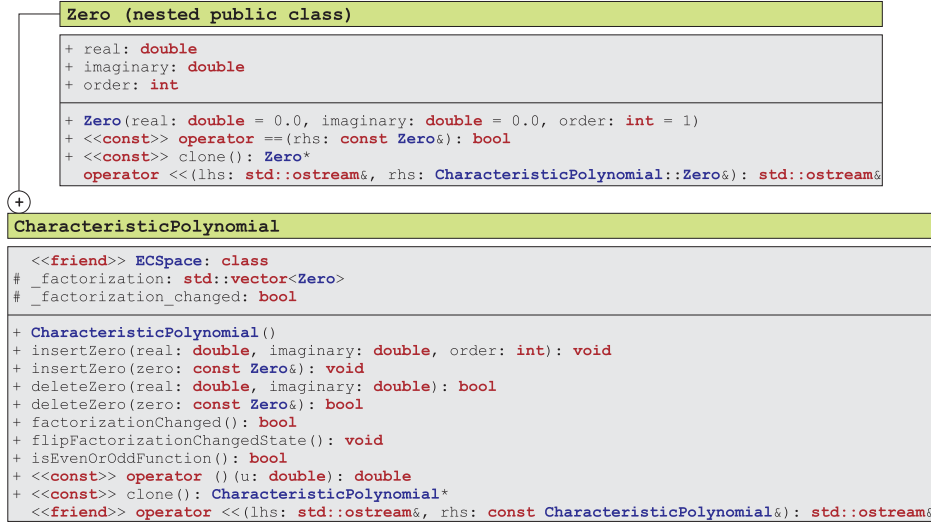 Zero (nested public class)
+ real: double
+ imaginary: double
+ order: int
+ Zero(real: double = 0.0, imaginary: double = 0.0, order: int = 1)
+ <<const>> operator ==(rhs: const Zero&): bool
+ <<const>> clone(): Zero*
operator <<(lhs: std::ostream&, rhs: CharacteristicPolynomial::Zero&): std::ostream&
+
CharacteristicPolynomial
<<friend>> ECSpace: class
# _factorization: std::vector<Zero>
# _factorization_changed: bool
+ CharacteristicPolynomial()
+ insertZero(real: double, imaginary: double, order: int): void
+ insertZero(zero: const Zero&): void
+ deleteZero(real: double, imaginary: double): bool
+ deleteZero(zero: const Zero&): bool
+ factorizationChanged(): bool
+ flipFactorizationChangedState(): void
+ isEvenOrOddFunction(): bool
+ <<const>> operator ()(u: double): double
+ <<const>> clone(): CharacteristicPolynomial*
<<friend>> operator <<(lhs: std::ostream&, rhs: const CharacteristicPolynomial&): std::ostream&